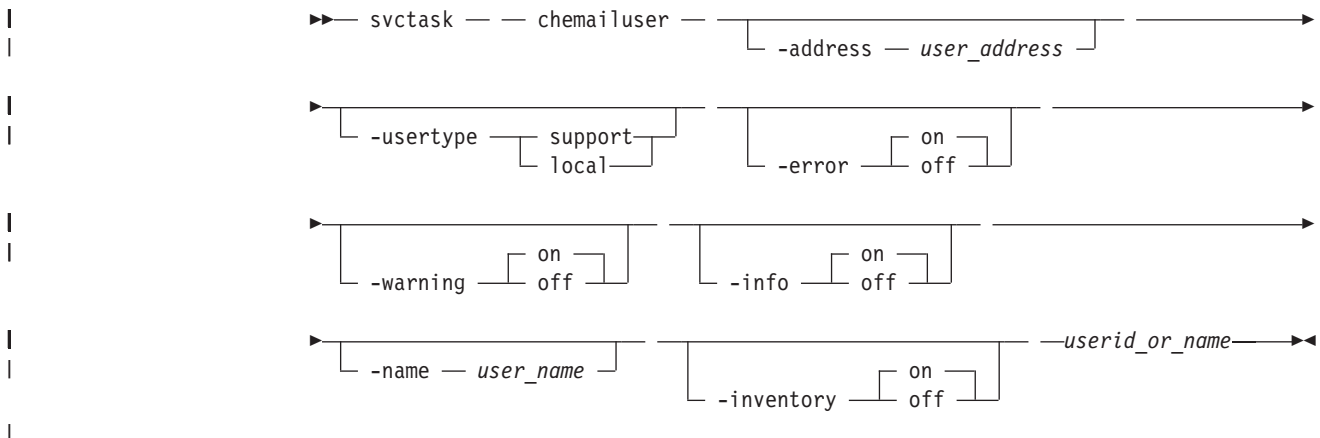 svctask chemailuser
-address user_address
-usertype support
local
-error on
off
-warning on
off
-info on
off
-name user_name
-inventory on
off
userid_or_name